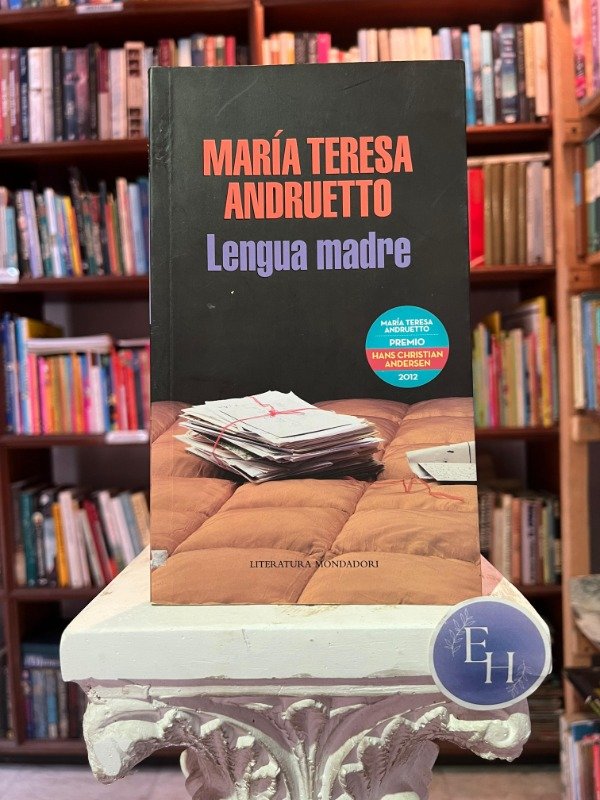 MARÍA TERESA
ANDRUETTO
Lengua madre
MARÍA TERESA
ANDRUETTO
PREMIO
HANS CHRISTIAN
ANDERSEN
2012
LITERATURA MONDADORI
EH